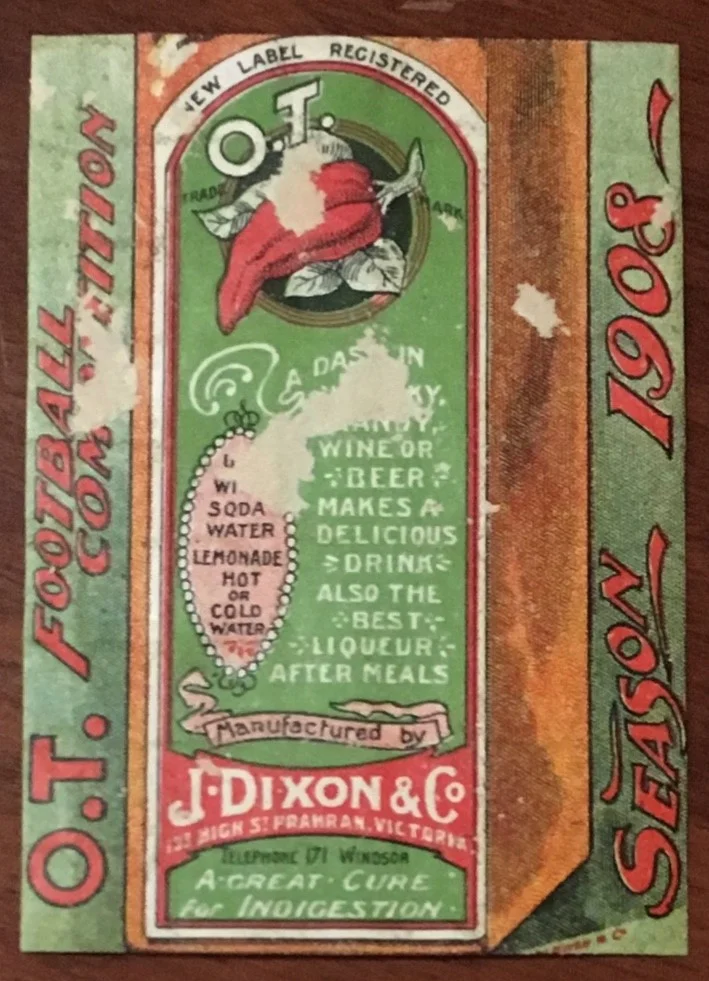 O.T. FOOTBALL
NEW LABEL REGISTERED
O.T.
TRADE MARK
A DASH IN
WINE OR
BEER
MAKES A
DELICIOUS
DRINK
ALSO THE
BEST
LIQUEUR
AFTER MEALS
SODA
WATER
LEMONADE
HOT
OR
COLD
WATER
Manufactured by
J. DIXON & Co
HIGH ST PRAHRAN, VICTORIA
TELEPHONE 171 WINDSOR
A GREAT CURE
for INDIGESTION
SEASON 1908